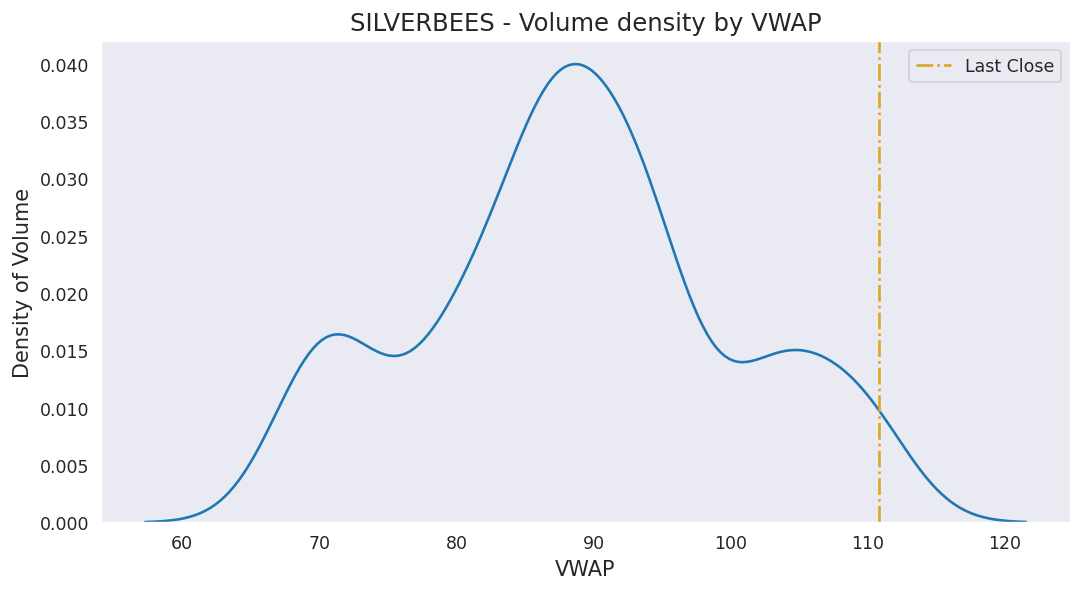 SILVERBEES - Volume density by VWAP
Last Close
Density of Volume
0.040
0.035
0.030
0.025
0.020
0.015
0.010
0.005
0.000
60 70 80 90 100 110 120
VWAP